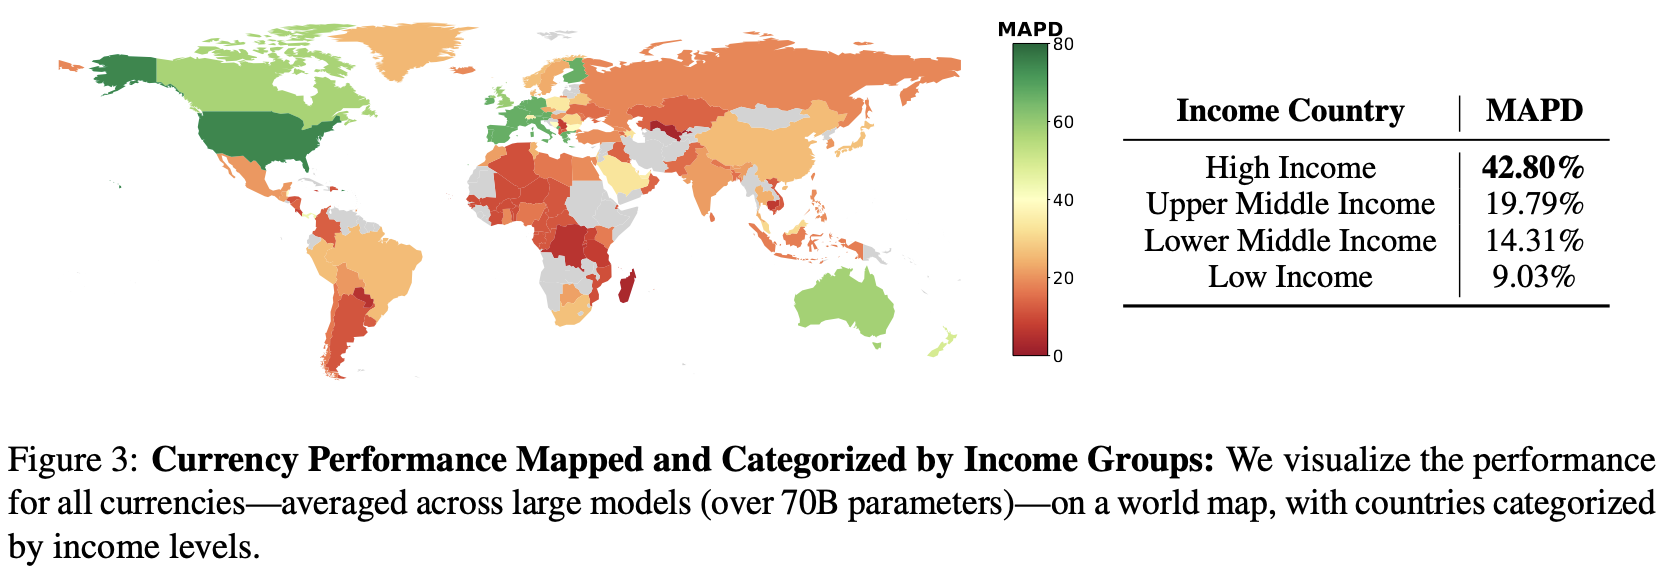 MAPD
80
60
40
20
0
Income Country MAPD
High Income 42.80%
Upper Middle Income 19.79%
Lower Middle Income 14.31%
Low Income 9.03%
Figure 3: Currency Performance Mapped and Categorized by Income Groups: We visualize the performance
for all currencies—averaged across large models (over 70B parameters)—on a world map, with countries categorized
by income levels.